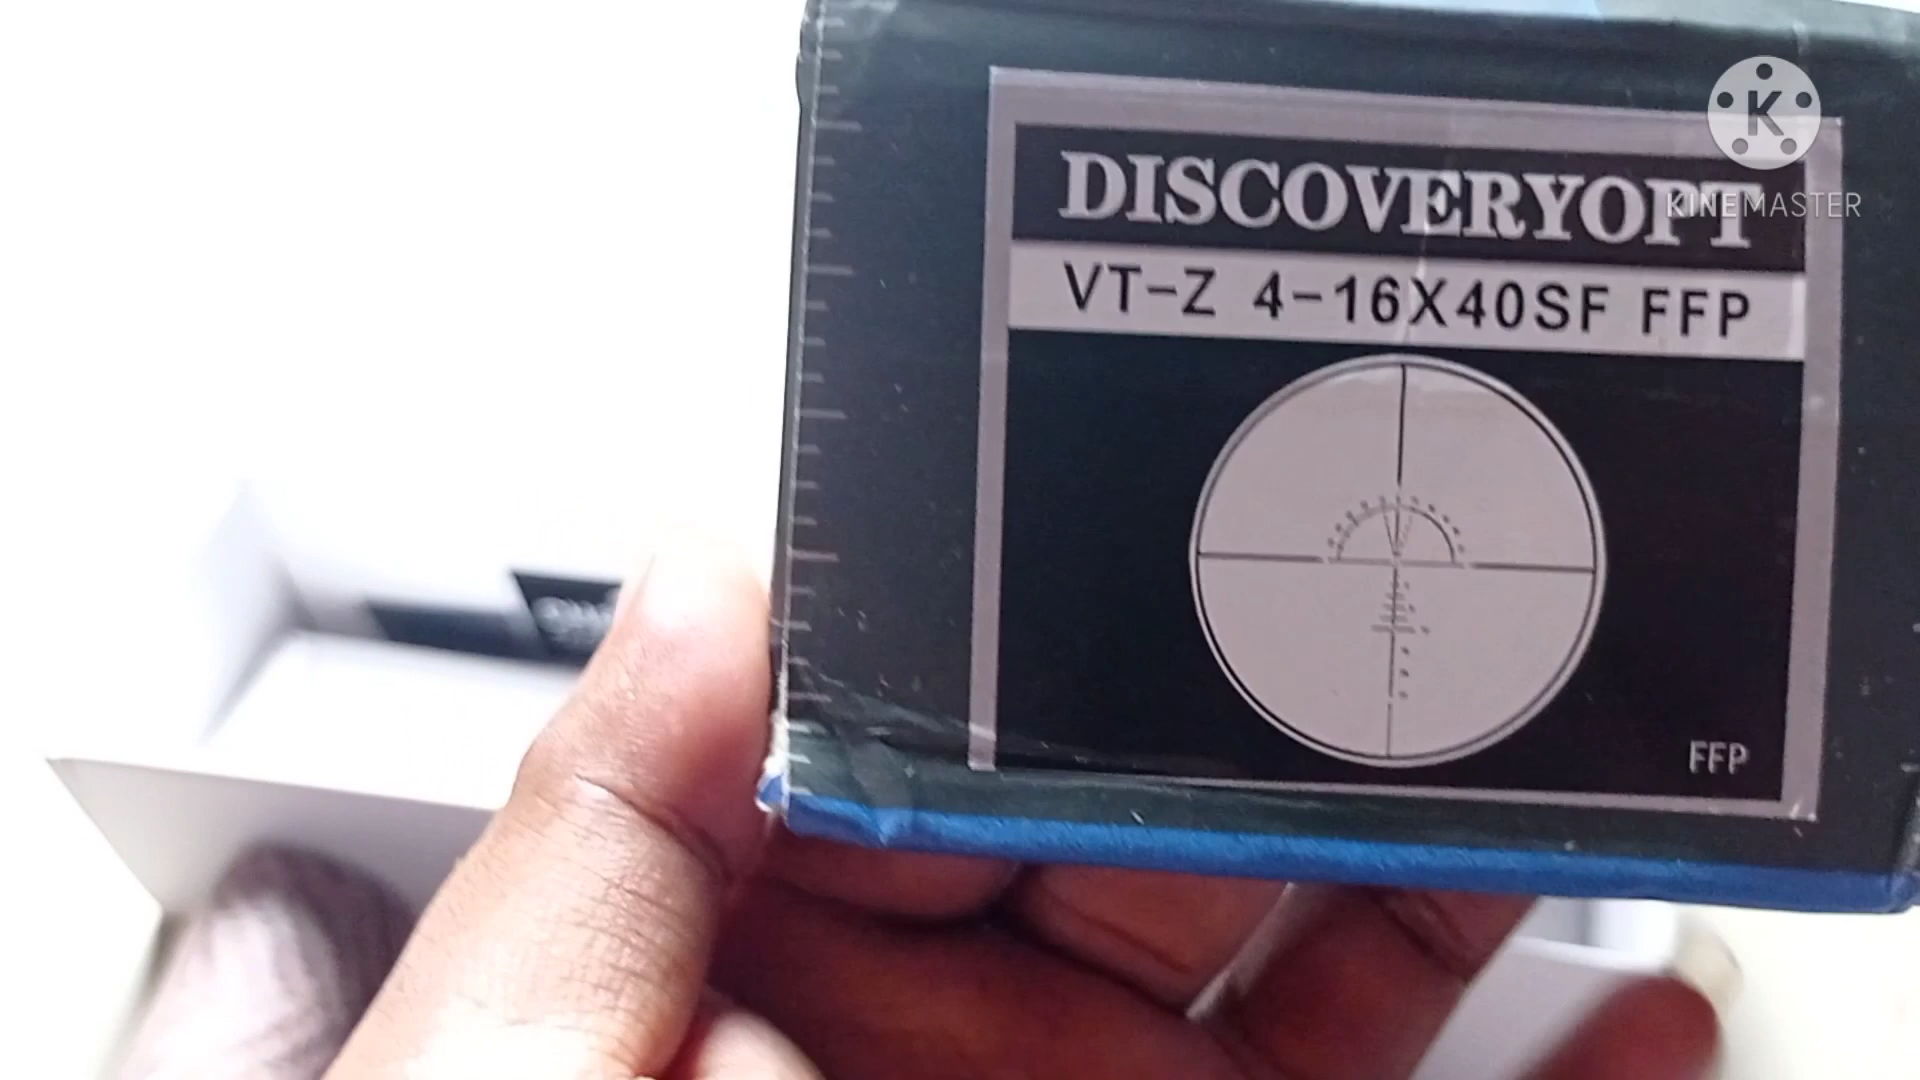 DISCOVERYOPT
VT-Z 4-16X40SF FFP
FFP
K
KINEMASTER